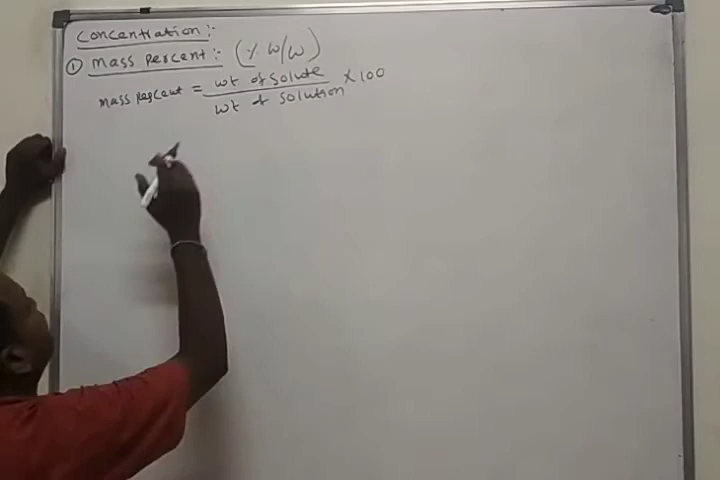 Concentration :-
① Mass percent :- (% w/w)
Mass percent = wt of solute / wt of solution × 100